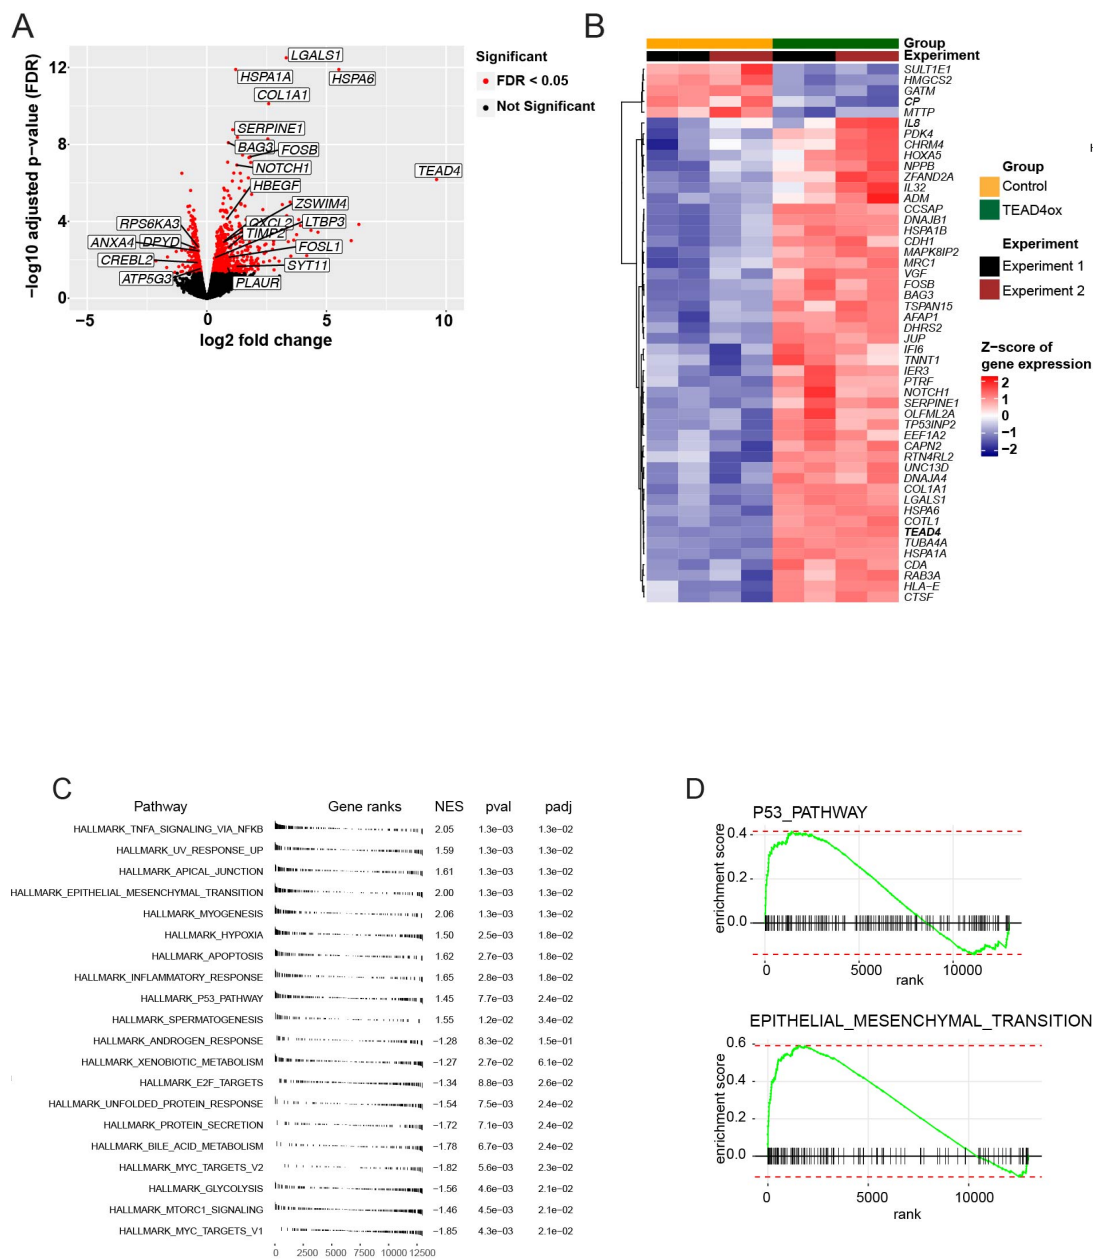 A
−log10 adjusted p-value (FDR)
12
8
4
0
−5
0
5
10
log2 fold change
LGALS1
HSPA1A
HSPA6
COL1A1
SERPINE1
BAG3
FOSB
NOTCH1
TEAD4
HBEGF
ZSWIM4
RPS6KA3
CXCL2
LTBP3
TIMP2
ANXA4
DPYD
FOSL1
CREBL2
SYT11
ATP5G3
PLAUR
Significant
FDR < 0.05
Not Significant
B
Group
Experiment
SULT1E1
HMGCS2
GATM
CP
MTTP
IL8
PDK4
CHRM4
HOXA5
NPPB
ZFAND2A
IL32
ADM
CCSAP
DNAJB1
HSPA1B
CDH1
MAPK8IP2
MRC1
VGF
FOSB
BAG3
TSPAN15
AFAP1
DHRS2
JUP
IFI6
TNNT1
IER3
PTRF
NOTCH1
SERPINE1
OLFML2A
TP53INP2
EEF1A2
CAPN2
RTN4RL2
UNC13D
DNAJA4
COL1A1
LGALS1
HSPA6
COTL1
TEAD4
TUBA4A
HSPA1A
CDA
RAB3A
HLA−E
CTSF
Group
Control
TEAD4ox
Experiment
Experiment 1
Experiment 2
Z−score of
gene expression
2
1
0
−1
−2
C
Pathway Gene ranks NES pval padj
HALLMARK_TNFA_SIGNALING_VIA_NFKB 2.05 1.3e−03 1.3e−02
HALLMARK_UV_RESPONSE_UP 1.59 1.3e−03 1.3e−02
HALLMARK_APICAL_JUNCTION 1.61 1.3e−03 1.3e−02
HALLMARK_EPITHELIAL_MESENCHYMAL_TRANSITION 2.00 1.3e−03 1.3e−02
HALLMARK_MYOGENESIS 2.06 1.3e−03 1.3e−02
HALLMARK_HYPOXIA 1.50 2.5e−03 1.8e−02
HALLMARK_APOPTOSIS 1.62 2.7e−03 1.8e−02
HALLMARK_INFLAMMATORY_RESPONSE 1.65 2.8e−03 1.8e−02
HALLMARK_P53_PATHWAY 1.45 7.7e−03 2.4e−02
HALLMARK_SPERMATOGENESIS 1.55 1.2e−02 3.4e−02
HALLMARK_ANDROGEN_RESPONSE −1.28 8.3e−02 1.5e−01
HALLMARK_XENOBIOTIC_METABOLISM −1.27 2.7e−02 6.1e−02
HALLMARK_E2F_TARGETS −1.34 8.8e−03 2.6e−02
HALLMARK_UNFOLDED_PROTEIN_RESPONSE −1.54 7.5e−03 2.4e−02
HALLMARK_PROTEIN_SECRETION −1.72 7.1e−03 2.4e−02
HALLMARK_BILE_ACID_METABOLISM −1.78 6.7e−03 2.4e−02
HALLMARK_MYC_TARGETS_V2 −1.82 5.6e−03 2.3e−02
HALLMARK_GLYCOLYSIS −1.56 4.6e−03 2.1e−02
HALLMARK_MTORC1_SIGNALING −1.46 4.5e−03 2.1e−02
HALLMARK_MYC_TARGETS_V1 −1.85 4.3e−03 2.1e−02
0 2500 5000 7500 10000 12500
D
P53_PATHWAY
enrichment score
0.4
0.2
0.0
0 5000 10000
rank
EPITHELIAL_MESENCHYMAL_TRANSITION
enrichment score
0.6
0.4
0.2
0.0
0 5000 10000
rank